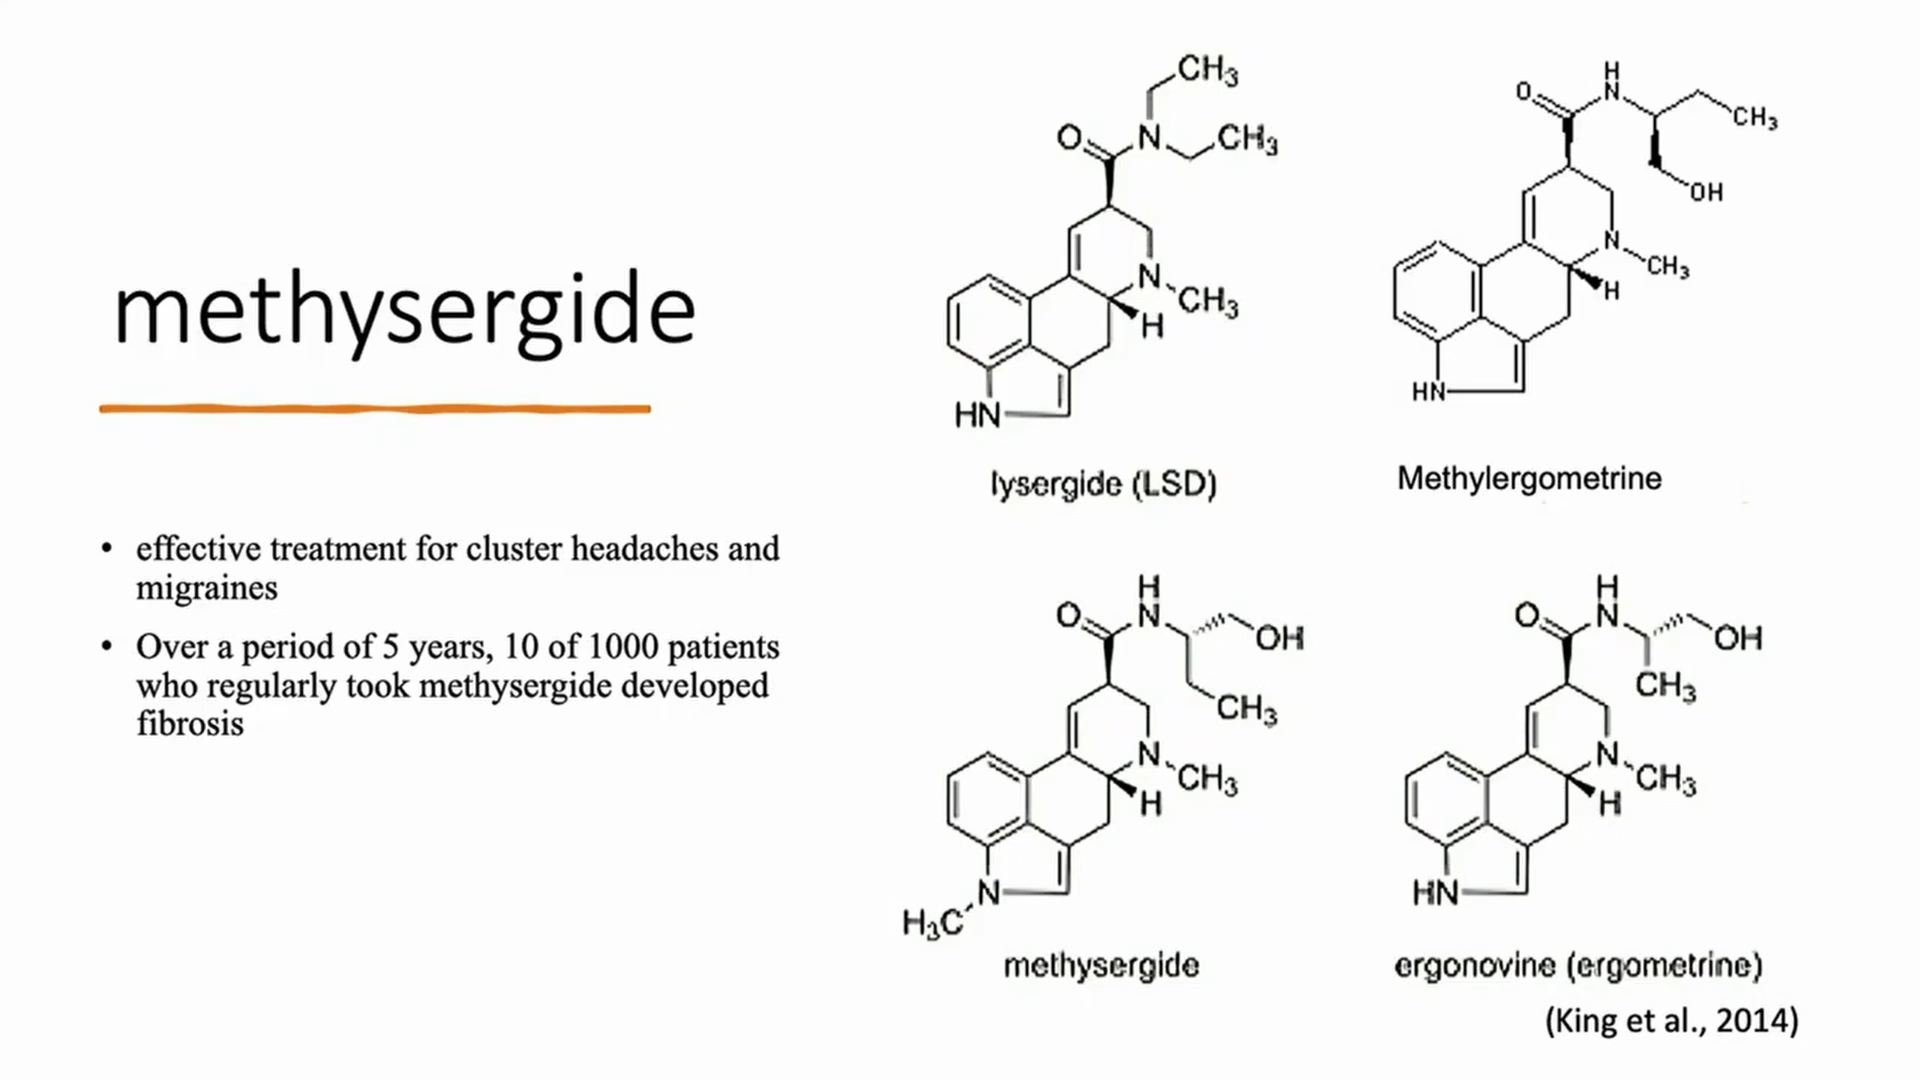 methysergide
• effective treatment for cluster headaches and
migraines
• Over a period of 5 years, 10 of 1000 patients
who regularly took methysergide developed
fibrosis
CH₃
O
N
CH₃
N
CH₃
H
HN
lysergide (LSD)
H
O
N
CH₃
OH
N
CH₃
H
HN
Methylergometrine
H
O
N
OH
CH₃
N
CH₃
H
N
H₃C
methysergide
H
O
N
OH
CH₃
N
CH₃
H
HN
ergonovine (ergometrine)
(King et al., 2014)